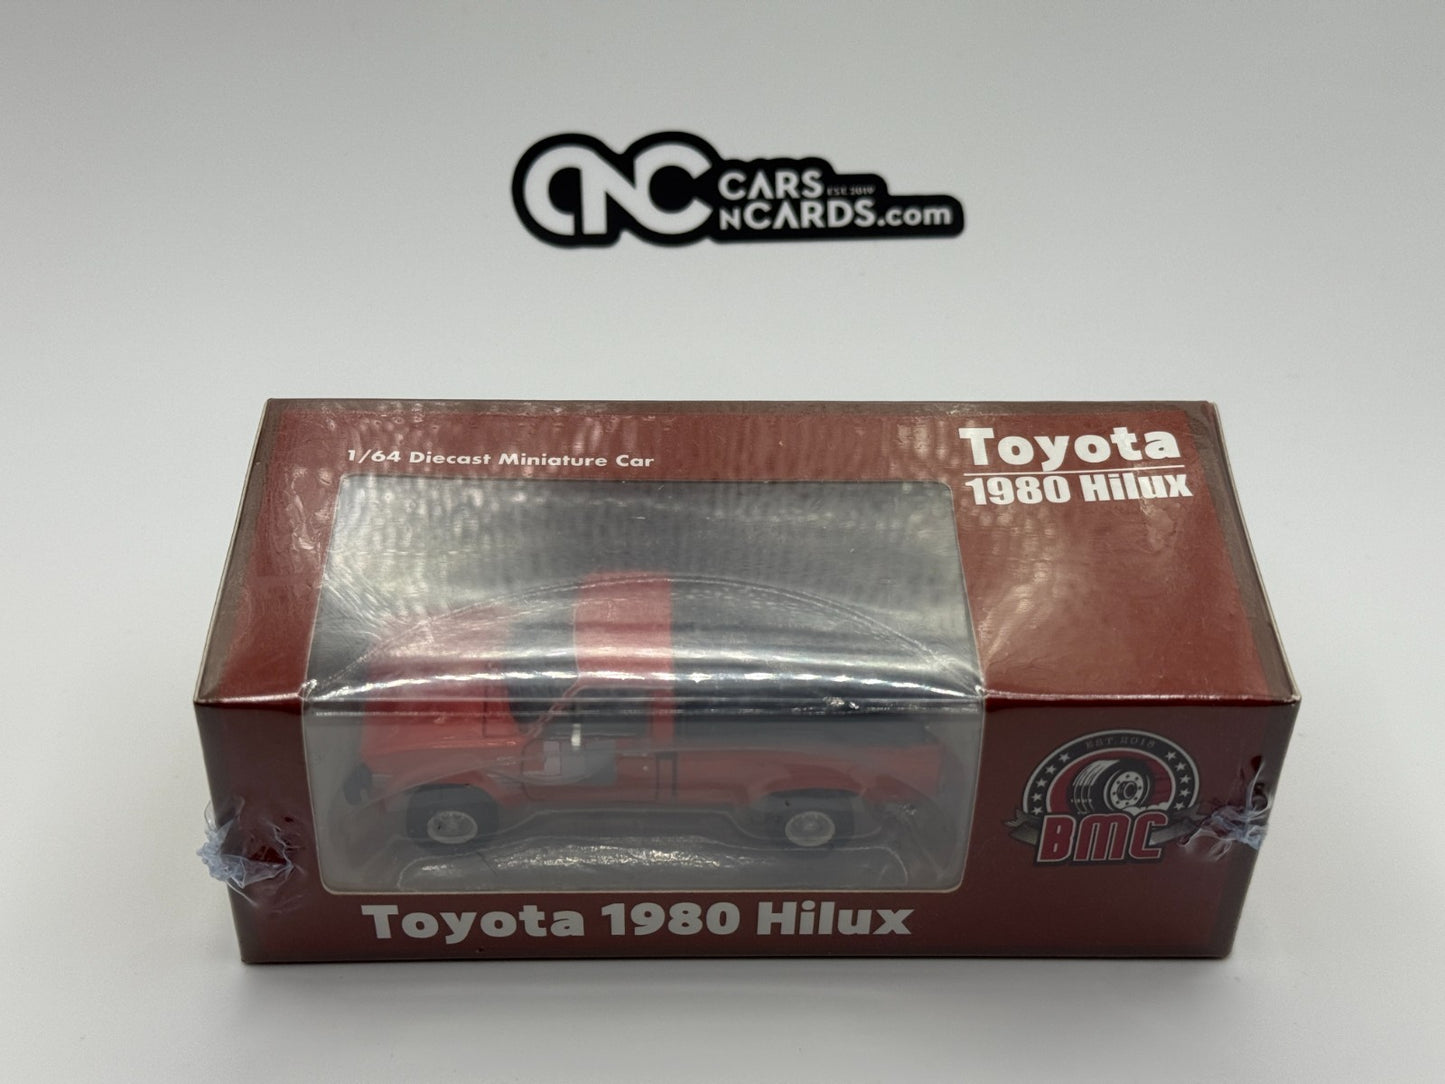 CNC CARS EST. 2019
NCARDS.com
1/64 Diecast Miniature Car
Toyota
1980 Hilux
EST. 2018
BMC
Toyota 1980 Hilux